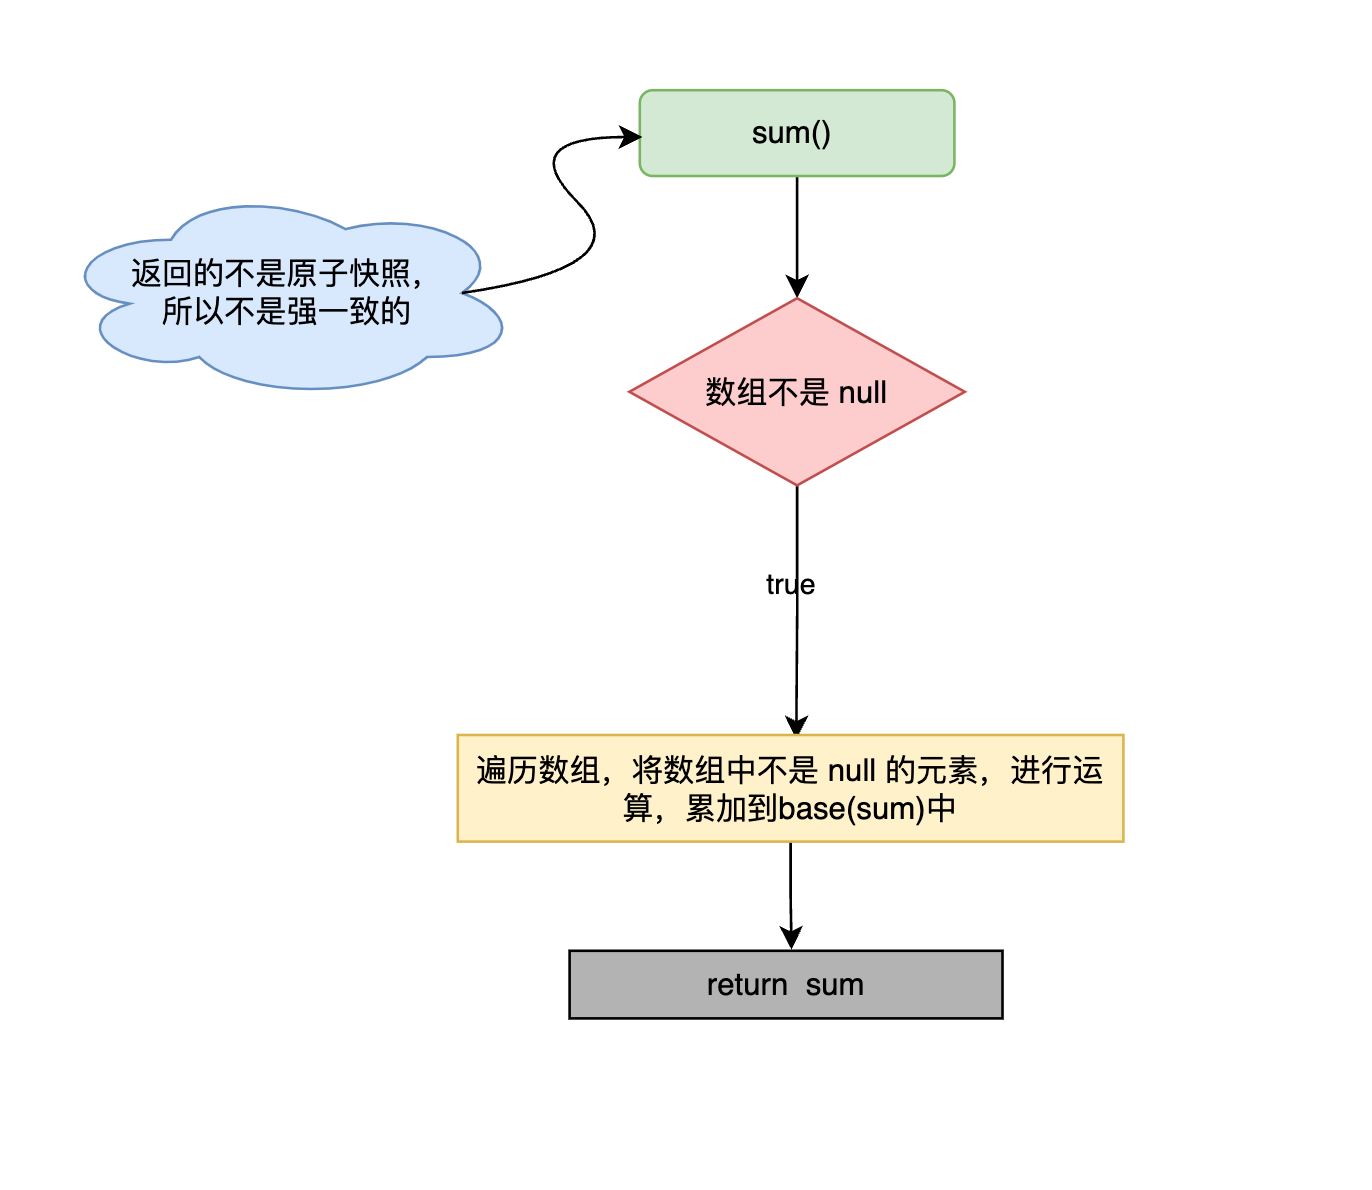 sum()
返回的不是原子快照，
所以不是强一致的
数组不是 null
true
遍历数组，将数组中不是 null 的元素，进行运
算，累加到base(sum)中
return  sum